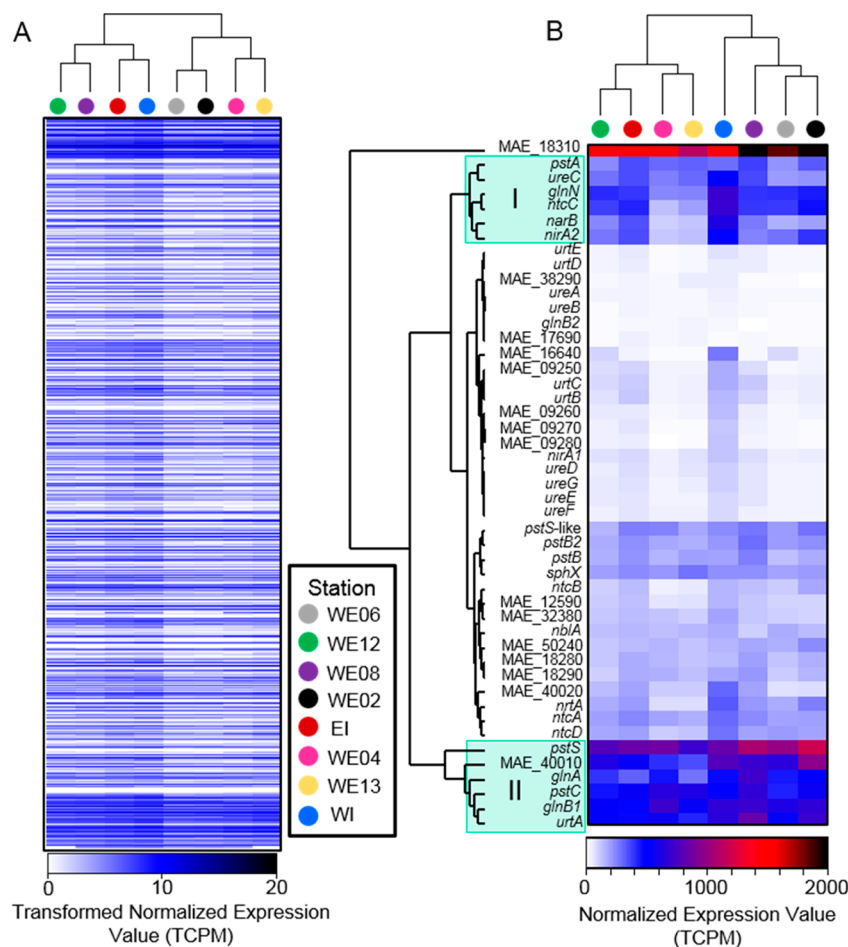 A
B
MAE_18310
pstA
ureC
glnN
ntcC
narB
nirA2
I
urtE
urtD
MAE_38290
ureA
ureB
glnB2
MAE_17690
MAE_16640
MAE_09250
urtC
urtB
MAE_09260
MAE_09270
MAE_09280
nirA1
ureD
ureG
ureE
ureF
pstS-like
pstB2
pstB
sphX
ntcB
MAE_12590
MAE_32380
nblA
MAE_50240
MAE_18280
MAE_18290
MAE_40020
nrtA
ntcA
ntcD
pstS
MAE_40010
glnA
pstC
glnB1
urtA
II
Station
WE06
WE12
WE08
WE02
EI
WE04
WE13
WI
0 10 20
Transformed Normalized Expression
Value (TCPM)
0 1000 2000
Normalized Expression Value
(TCPM)